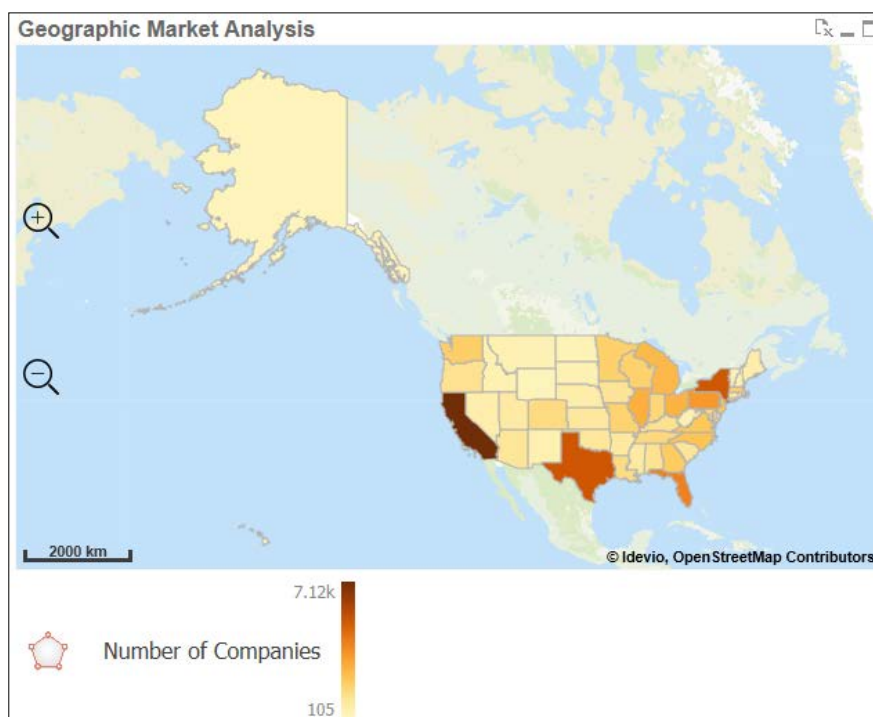 Geographic Market Analysis
2000 km
© Idevio, OpenStreetMap Contributors
7.12k
Number of Companies
105